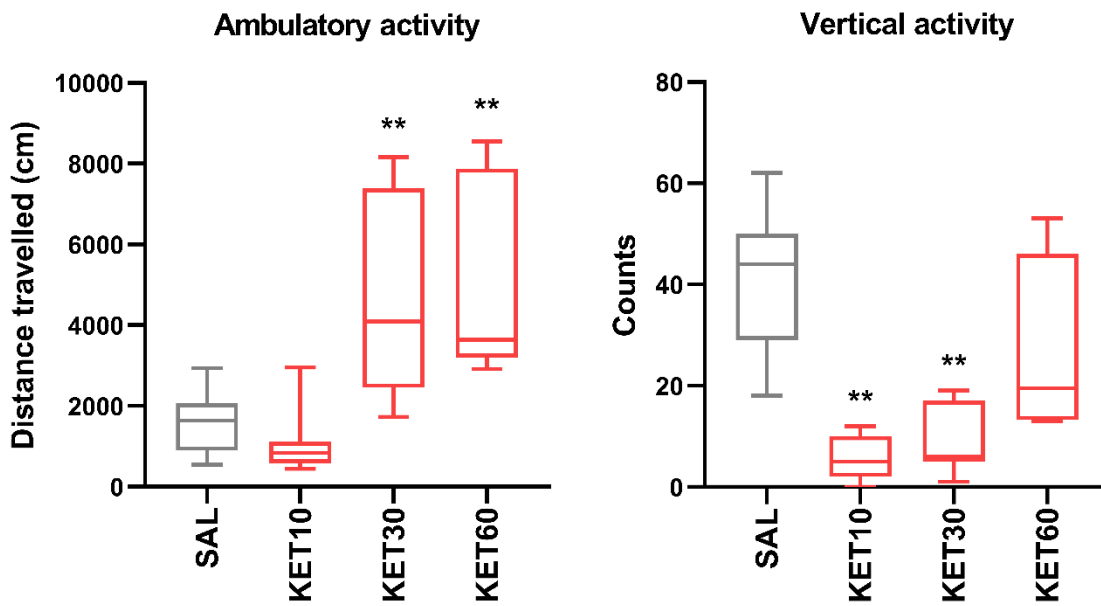 Ambulatory activity
Distance travelled (cm)
10000
8000
6000
4000
2000
0
**
**
SAL
KET10
KET30
KET60
Vertical activity
Counts
80
60
40
20
0
**
**
SAL
KET10
KET30
KET60